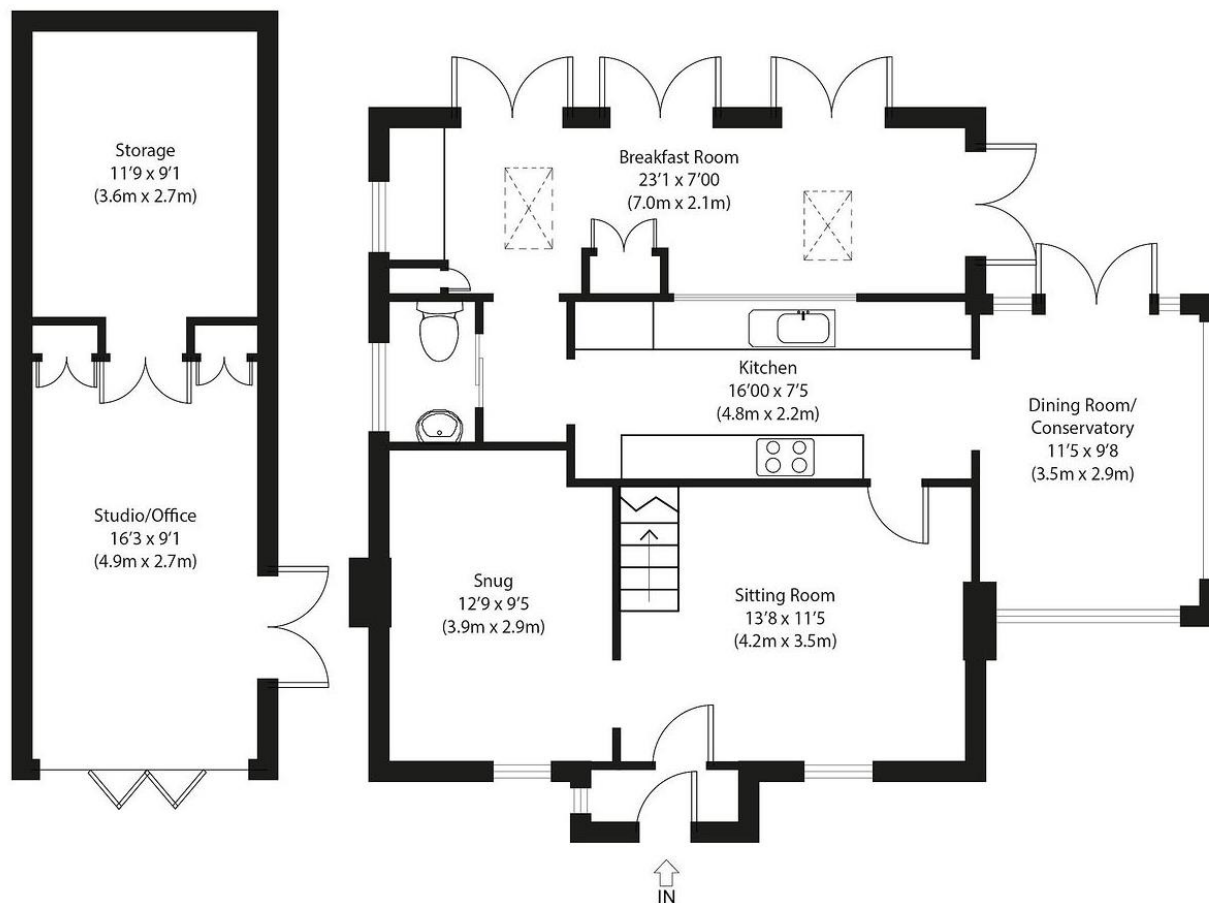 Storage
11'9 x 9'1
(3.6m x 2.7m)
Studio/Office
16'3 x 9'1
(4.9m x 2.7m)
Breakfast Room
23'1 x 7'00
(7.0m x 2.1m)
Kitchen
16'00 x 7'5
(4.8m x 2.2m)
Dining Room/
Conservatory
11'5 x 9'8
(3.5m x 2.9m)
Snug
12'9 x 9'5
(3.9m x 2.9m)
Sitting Room
13'8 x 11'5
(4.2m x 3.5m)
IN